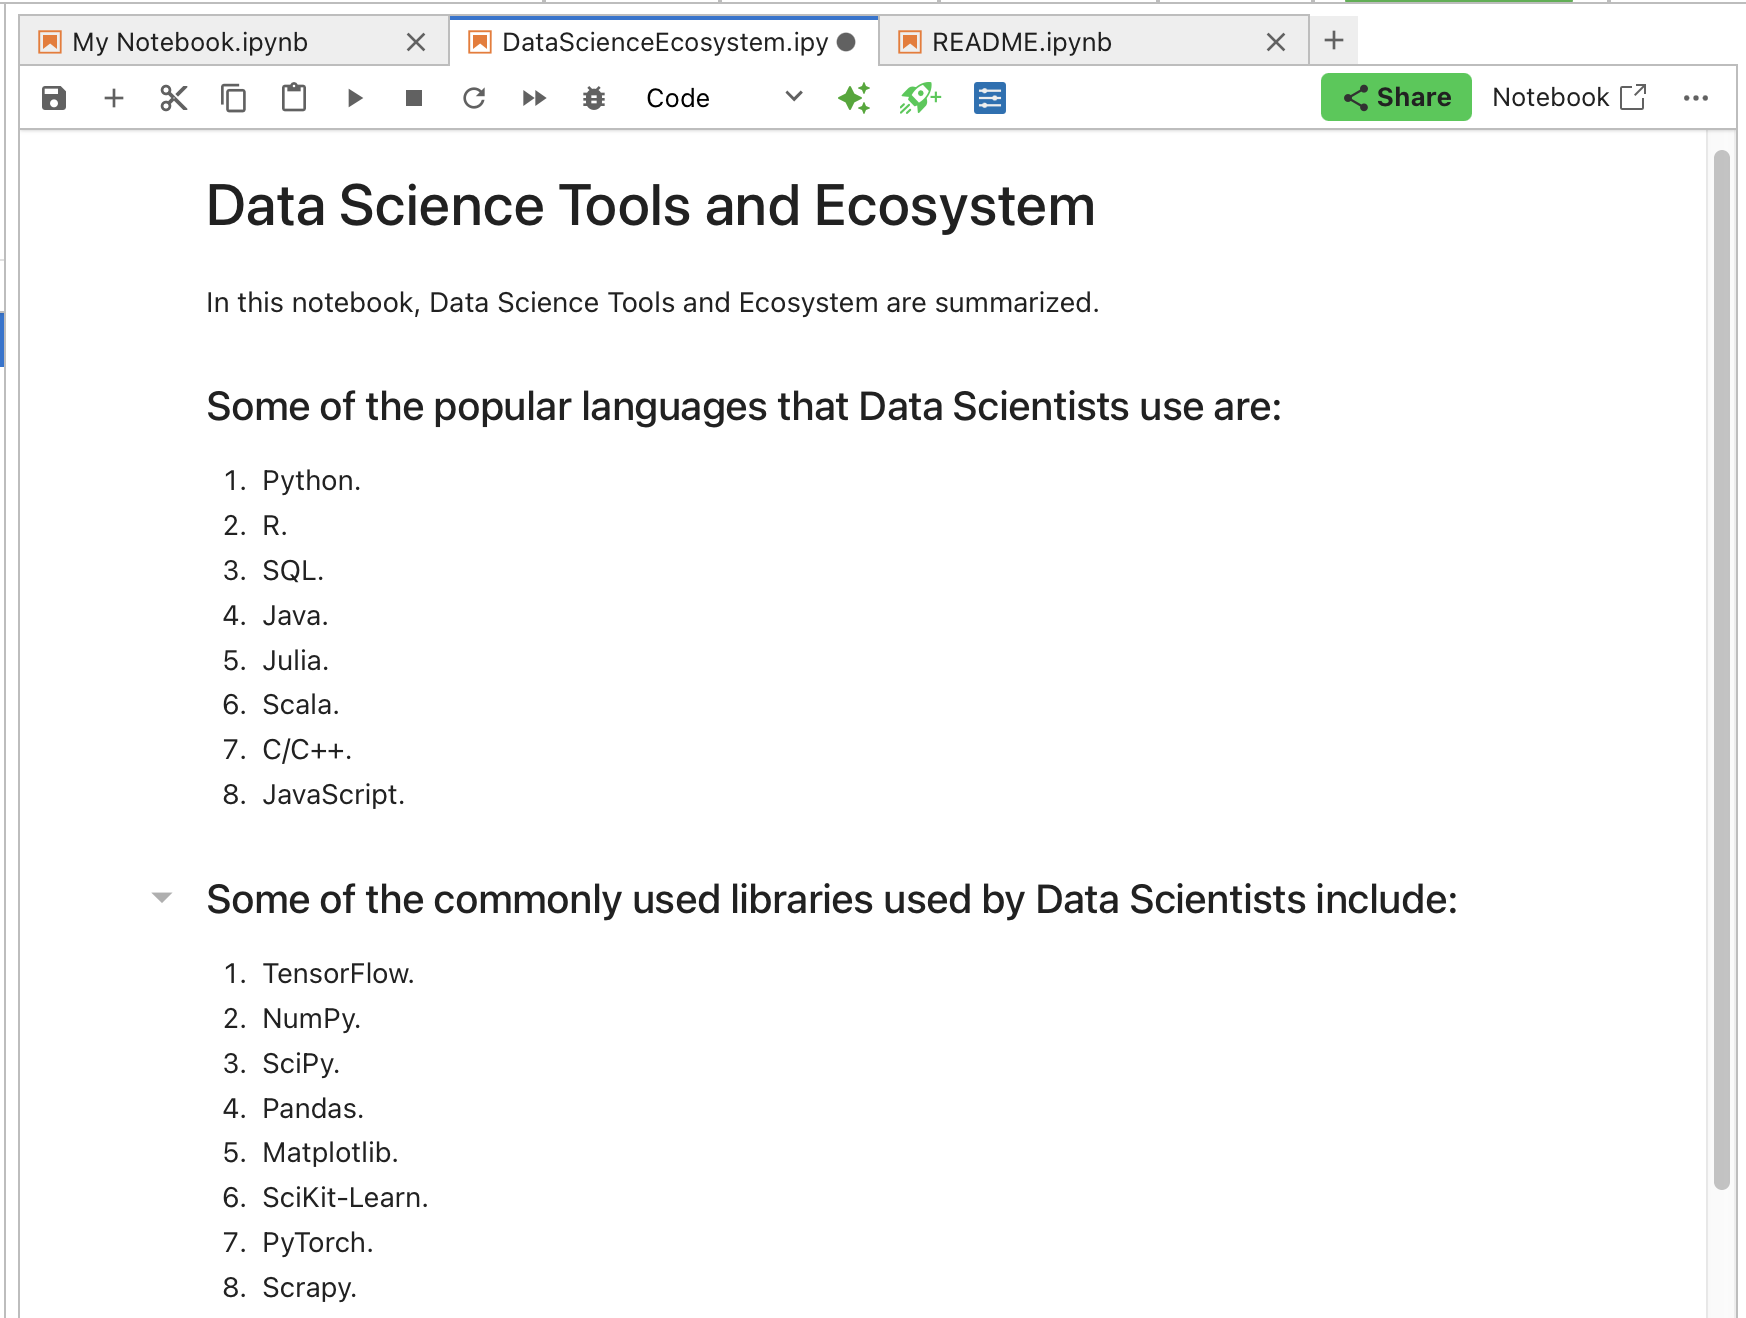 My Notebook.ipynb
DataScienceEcosystem.ipy
README.ipynb
Code
Share
Notebook
Data Science Tools and Ecosystem
In this notebook, Data Science Tools and Ecosystem are summarized.
Some of the popular languages that Data Scientists use are:
1. Python.
2. R.
3. SQL.
4. Java.
5. Julia.
6. Scala.
7. C/C++.
8. JavaScript.
Some of the commonly used libraries used by Data Scientists include:
1. TensorFlow.
2. NumPy.
3. SciPy.
4. Pandas.
5. Matplotlib.
6. SciKit-Learn.
7. PyTorch.
8. Scrapy.